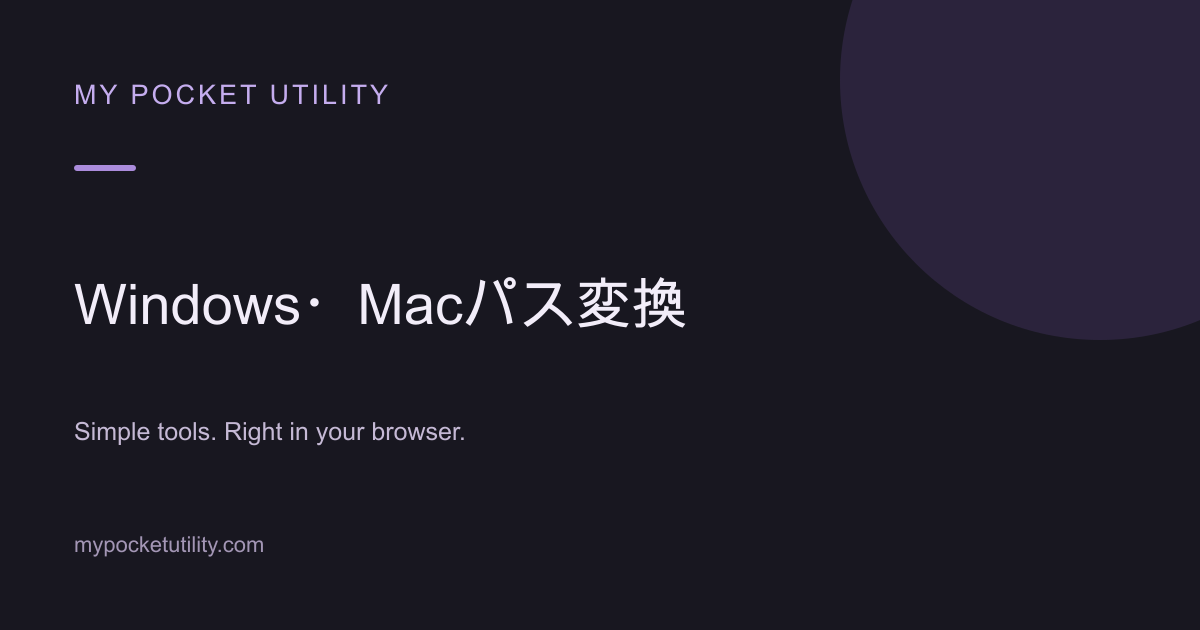 MY POCKET UTILITY
Windows・Macパス変換
Simple tools. Right in your browser.
mypocketutility.com